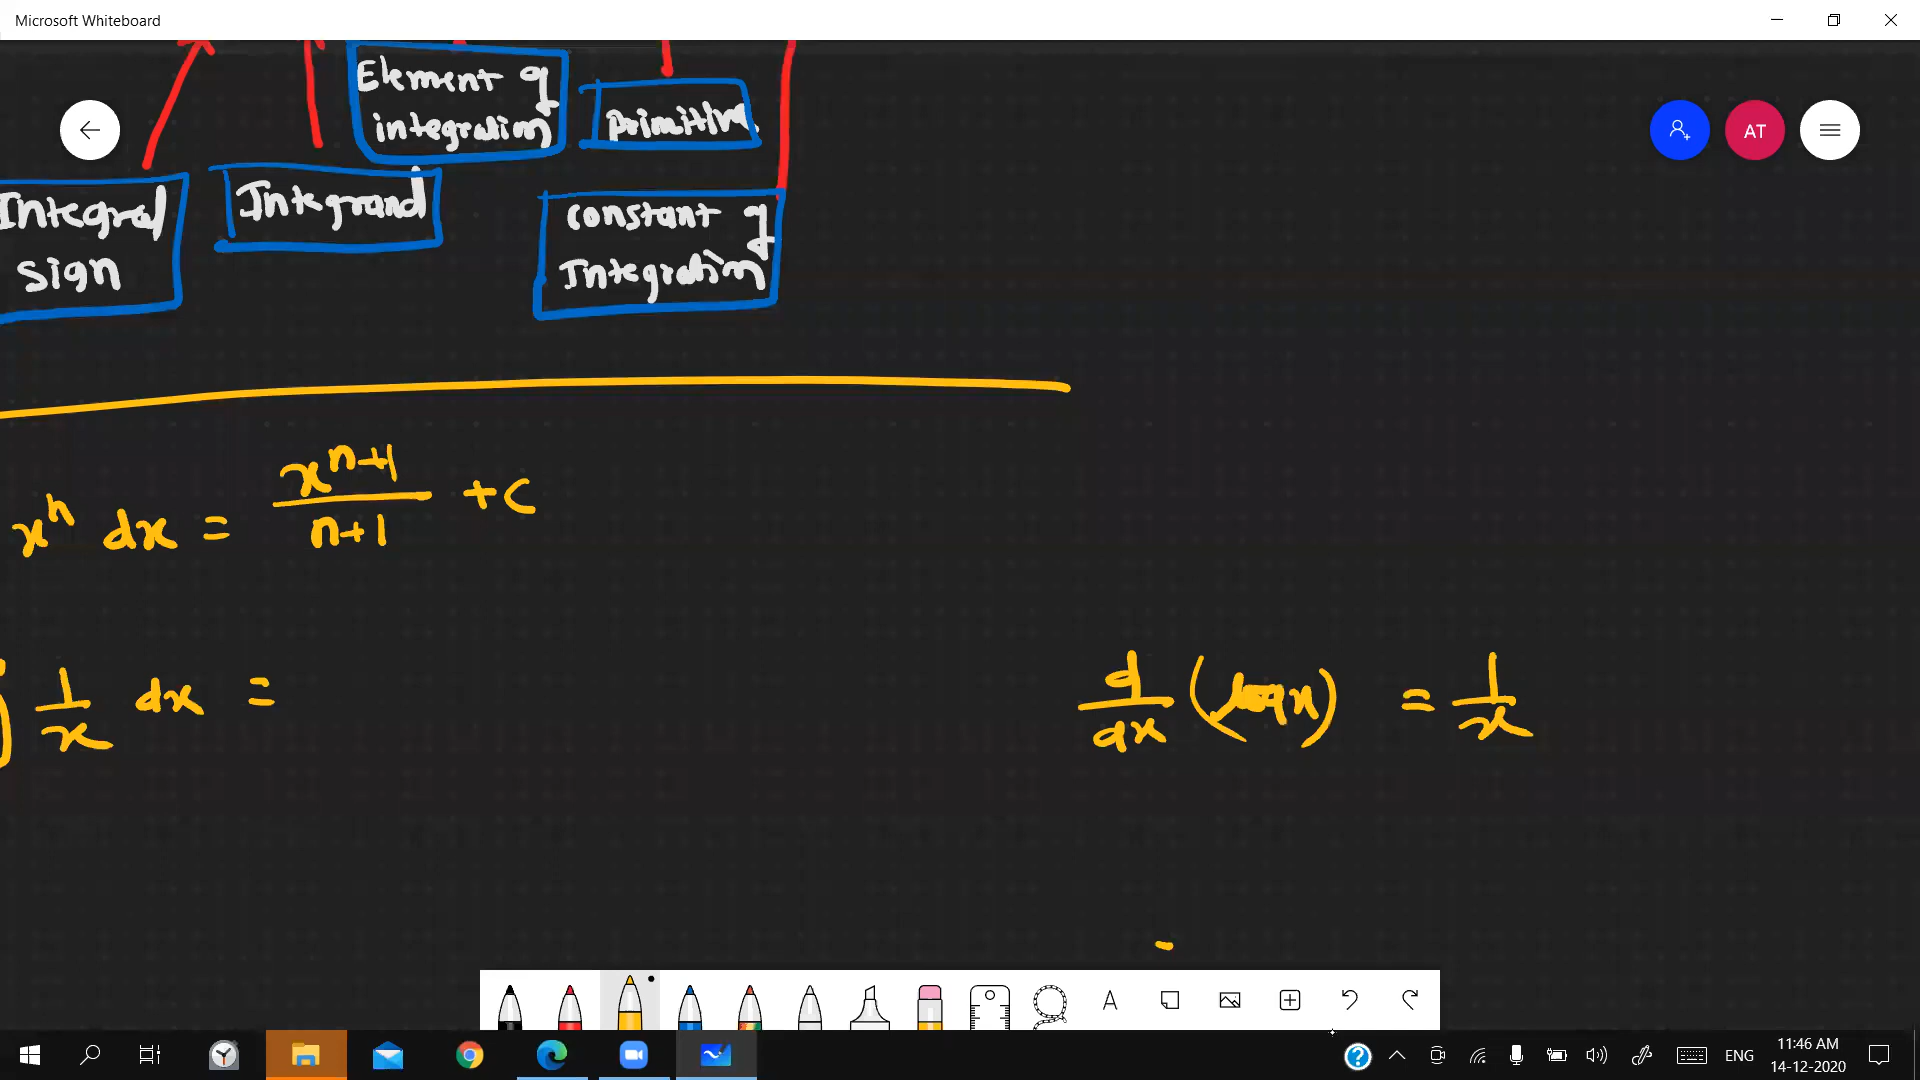 Microsoft Whiteboard
Element of
integration
Primitive
AT
Integral
sign
Integrand
constant of
Integration
x^n dx = x^{n+1}/n+1 + c
∫ 1/x dx =
d/dx (log x) = 1/x
A
ENG
11:46 AM
14-12-2020